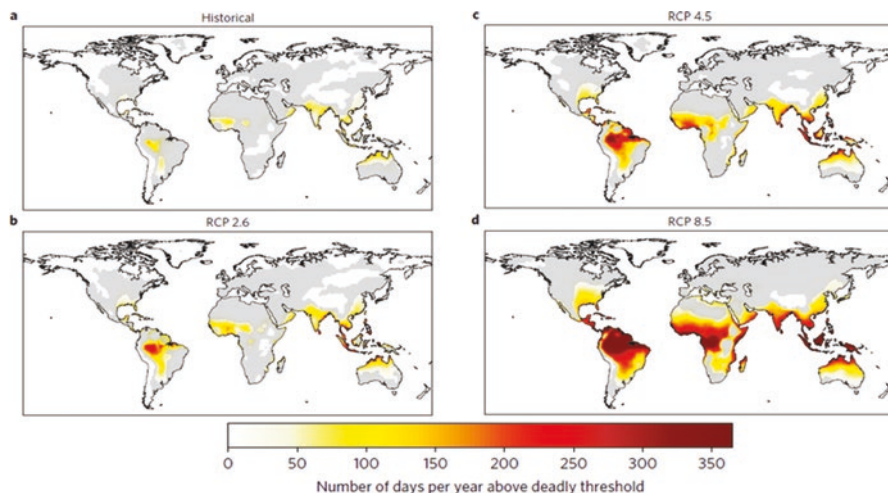 a
Historical
b
RCP 2.6
c
RCP 4.5
d
RCP 8.5
0 50 100 150 200 250 300 350
Number of days per year above deadly threshold